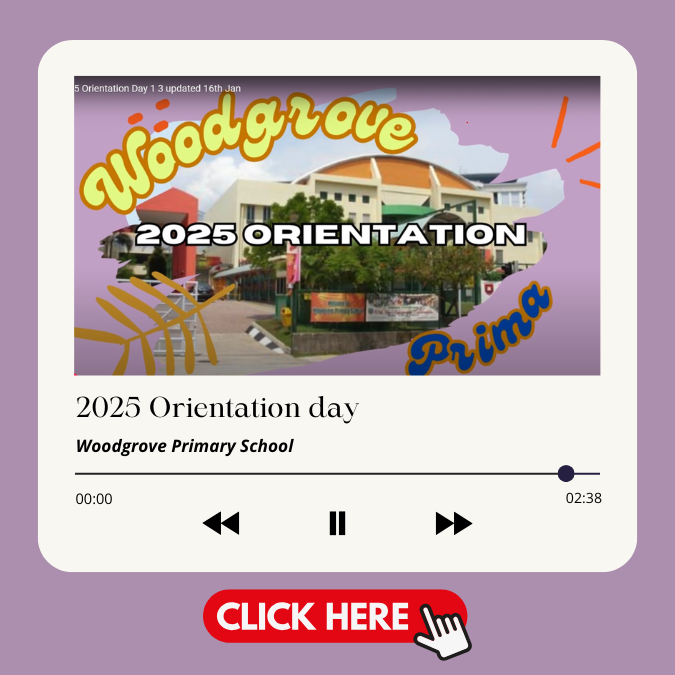 5 Orientation Day 1 3 updated 16th Jan
Woodgrove
2025 ORIENTATION
Prima
2025 Orientation day
Woodgrove Primary School
00:00
02:38
CLICK HERE